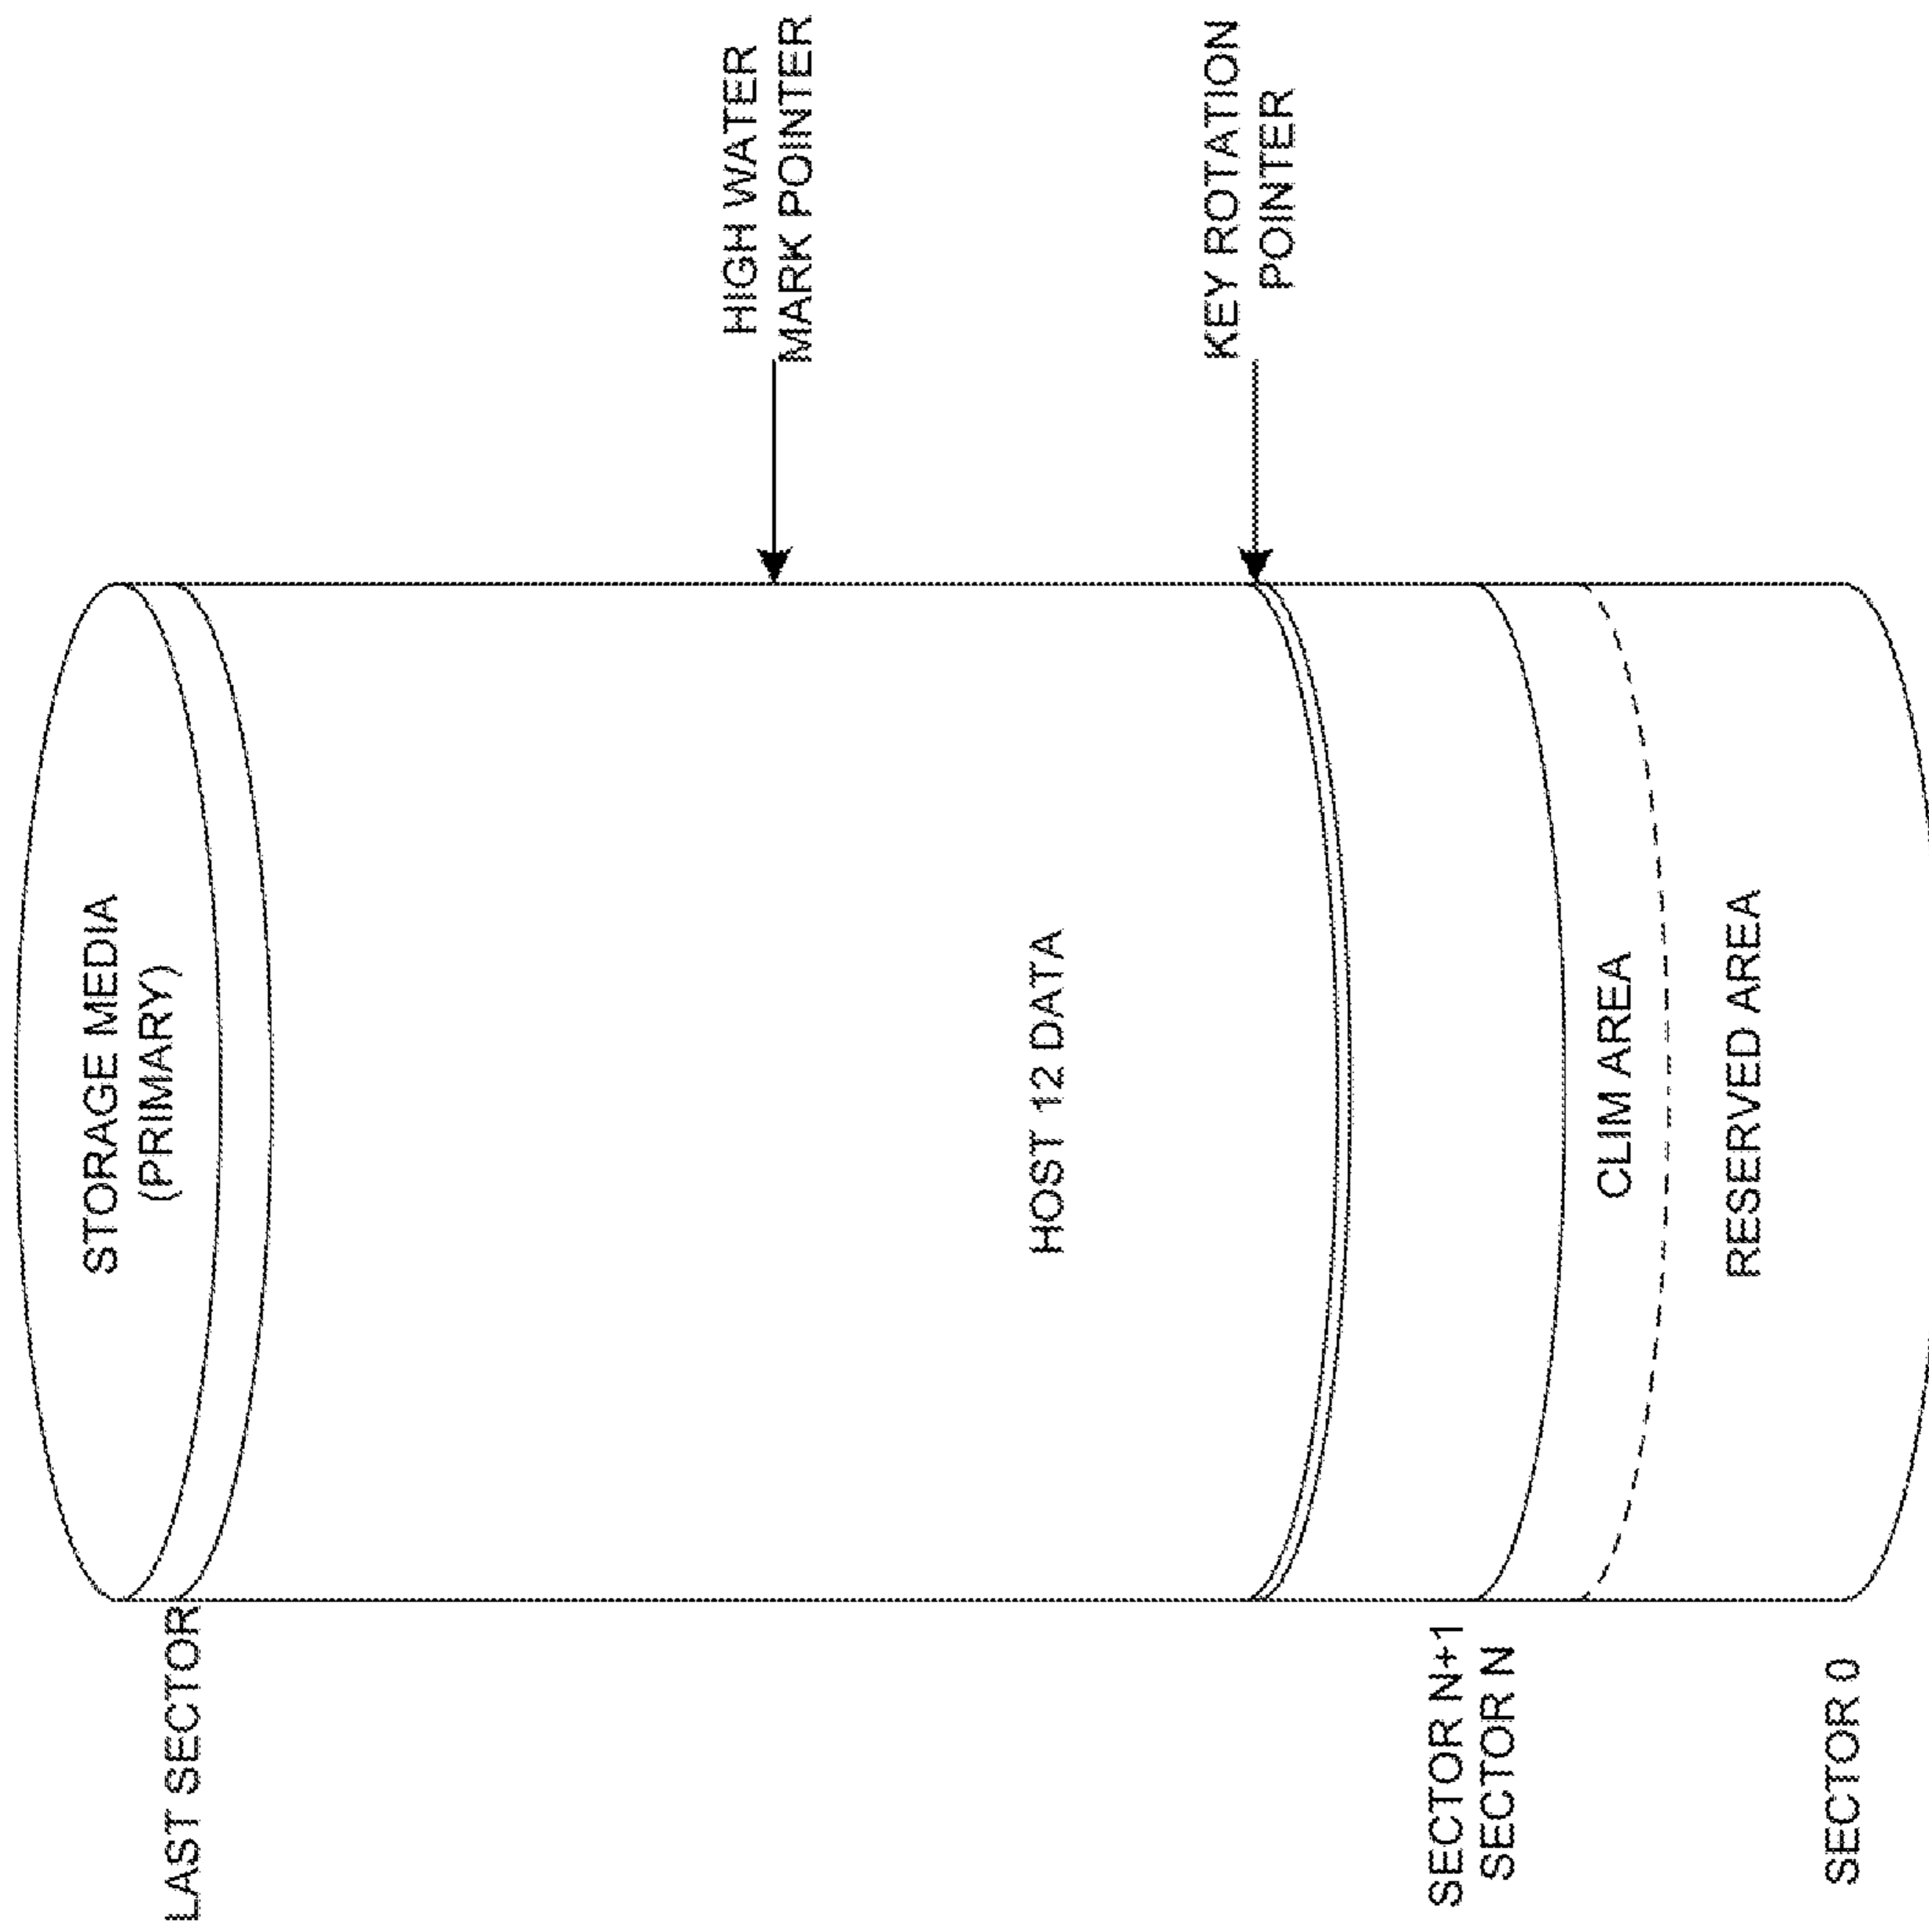 STORAGE MEDIA
(PRIMARY)
LAST SECTOR
HIGH WATER
MARK POINTER
HOST 12 DATA
KEY ROTATION
POINTER
SECTOR N+1
SECTOR N
CLIM AREA
RESERVED AREA
SECTOR 0